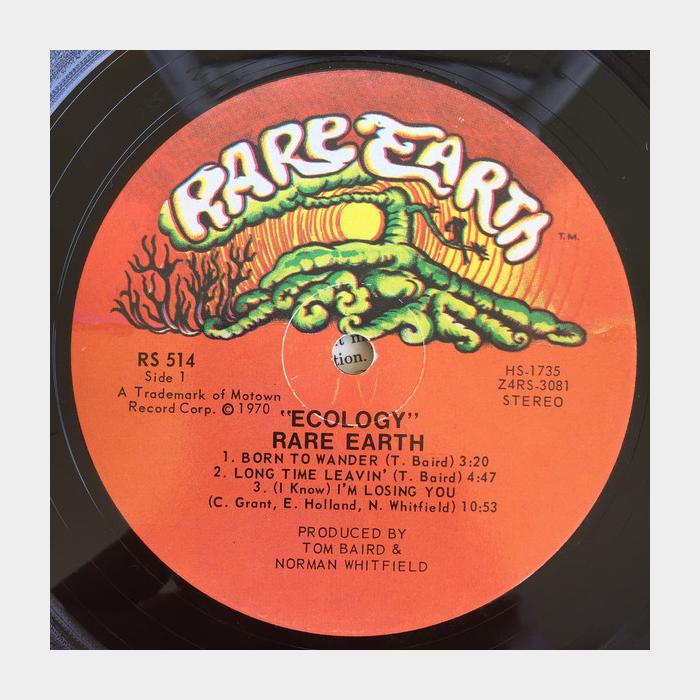 RARE EARTH
T.M.
RS 514
Side 1
A Trademark of Motown
Record Corp. © 1970
HS-1735
Z4RS-3081
STEREO
tion.
"ECOLOGY"
RARE EARTH
1. BORN TO WANDER (T. Baird) 3:20
2. LONG TIME LEAVIN' (T. Baird) 4:47
3. (I Know) I'M LOSING YOU
(C. Grant, E. Holland, N. Whitfield) 10:53
PRODUCED BY
TOM BAIRD &
NORMAN WHITFIELD